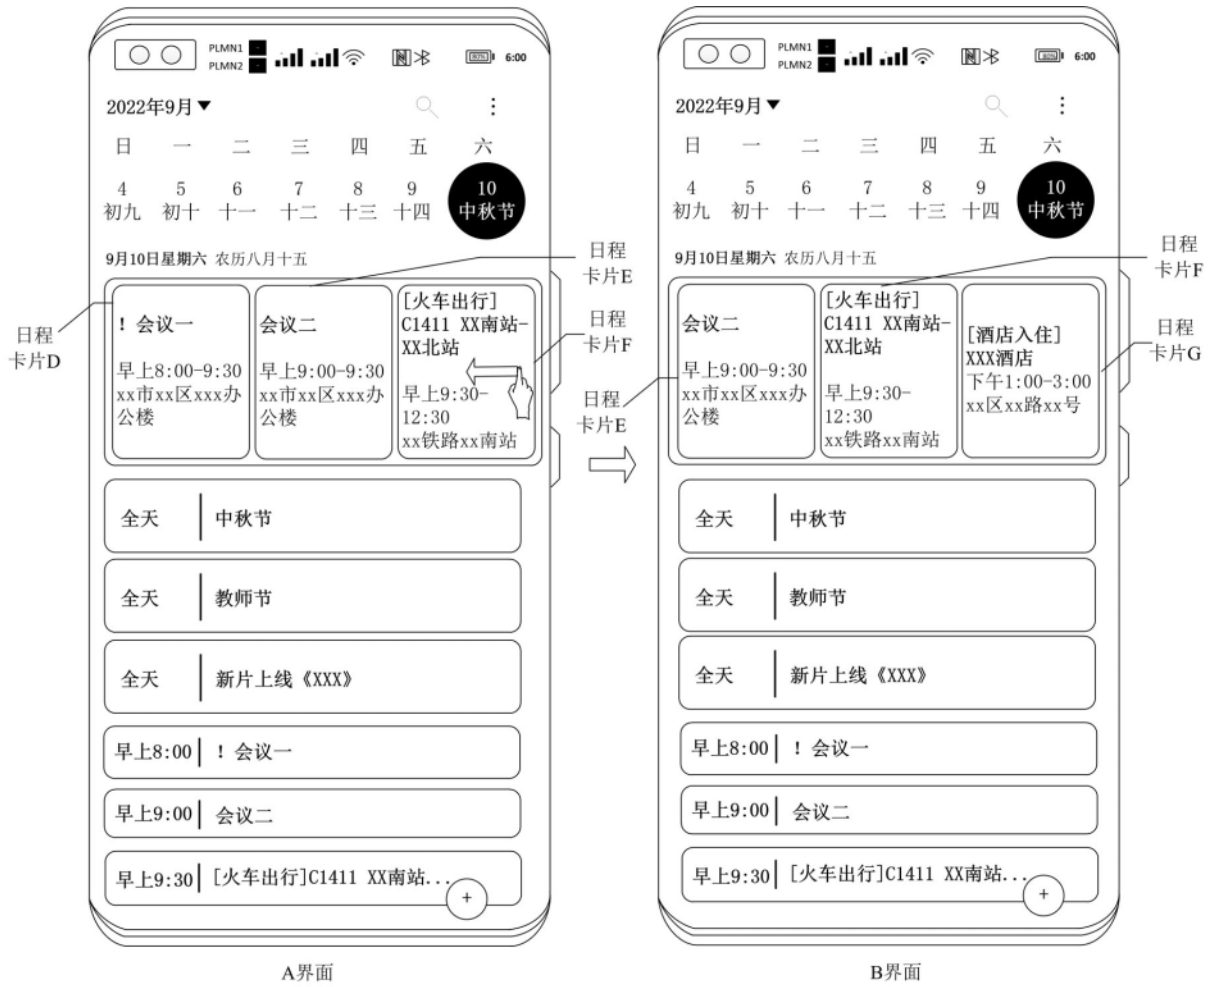 PLMN1
PLMN2
80%
6:00
2022年9月▼
日 一 二 三 四 五 六
4 5 6 7 8 9 10
初九 初十 十一 十二 十三 十四 中秋节
9月10日星期六 农历八月十五
！会议一
早上8:00-9:30
xx市xx区xxx办
公楼
会议二
早上9:00-9:30
xx市xx区xxx办
公楼
[火车出行]
C1411 XX南站-
XX北站
早上9:30-
12:30
xx铁路xx南站
全天 中秋节
全天 教师节
全天 新片上线《XXX》
早上8:00 ！会议一
早上9:00 会议二
早上9:30 [火车出行]C1411 XX南站...
+
日程
卡片D
日程
卡片E
日程
卡片F
A界面
PLMN1
PLMN2
80%
6:00
2022年9月▼
日 一 二 三 四 五 六
4 5 6 7 8 9 10
初九 初十 十一 十二 十三 十四 中秋节
9月10日星期六 农历八月十五
会议二
早上9:00-9:30
xx市xx区xxx办
公楼
[火车出行]
C1411 XX南站-
XX北站
早上9:30-
12:30
xx铁路xx南站
[酒店入住]
XXX酒店
下午1:00-3:00
xx区xx路xx号
全天 中秋节
全天 教师节
全天 新片上线《XXX》
早上8:00 ！会议一
早上9:00 会议二
早上9:30 [火车出行]C1411 XX南站...
+
日程
卡片E
日程
卡片F
日程
卡片G
B界面